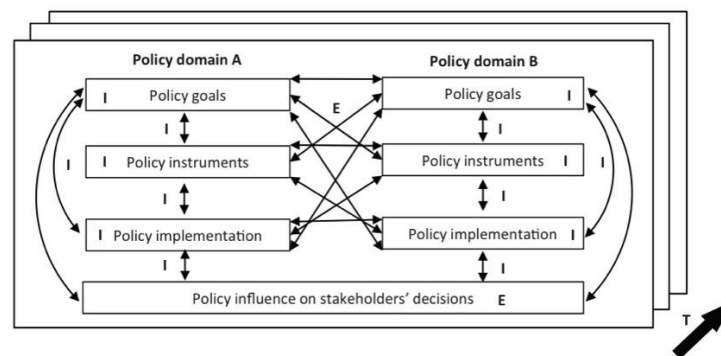 Policy domain A Policy domain B
I Policy goals Policy goals I
E
I I
I Policy instruments Policy instruments I
I I
I I
I Policy implementation Policy implementation I
I I
Policy influence on stakeholders' decisions E
T